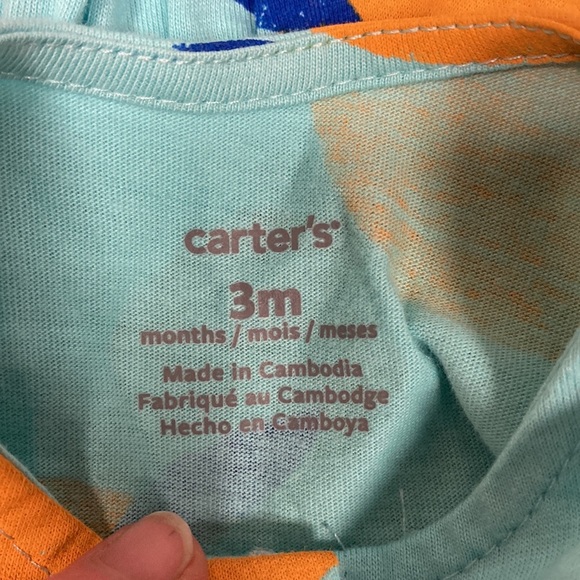 carter's
3m
months / mois / meses
Made in Cambodia
Fabriqué au Cambodge
Hecho en Camboya